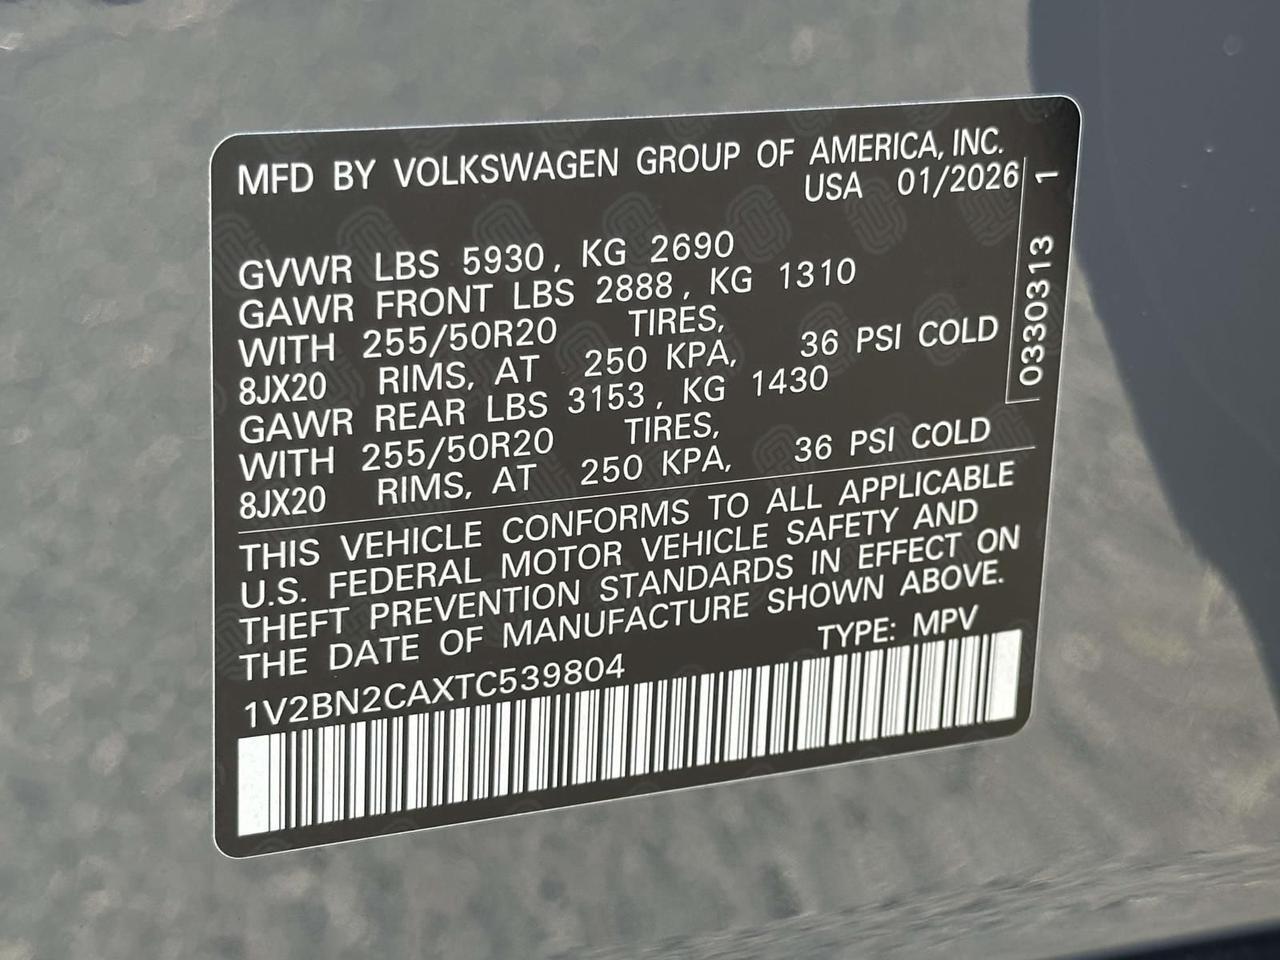 MFD BY VOLKSWAGEN GROUP OF AMERICA, INC.
USA 01/2026
GVWR LBS 5930, KG 2690
GAWR FRONT LBS 2888, KG 1310
WITH 255/50R20 TIRES,
8JX20 RIMS, AT 250 KPA, 36 PSI COLD
GAWR REAR LBS 3153, KG 1430
WITH 255/50R20 TIRES,
8JX20 RIMS, AT 250 KPA, 36 PSI COLD
THIS VEHICLE CONFORMS TO ALL APPLICABLE
U.S. FEDERAL MOTOR VEHICLE SAFETY AND
THEFT PREVENTION STANDARDS IN EFFECT ON
THE DATE OF MANUFACTURE SHOWN ABOVE.
1V2BN2CAXTC539804 TYPE: MPV
0330313 1